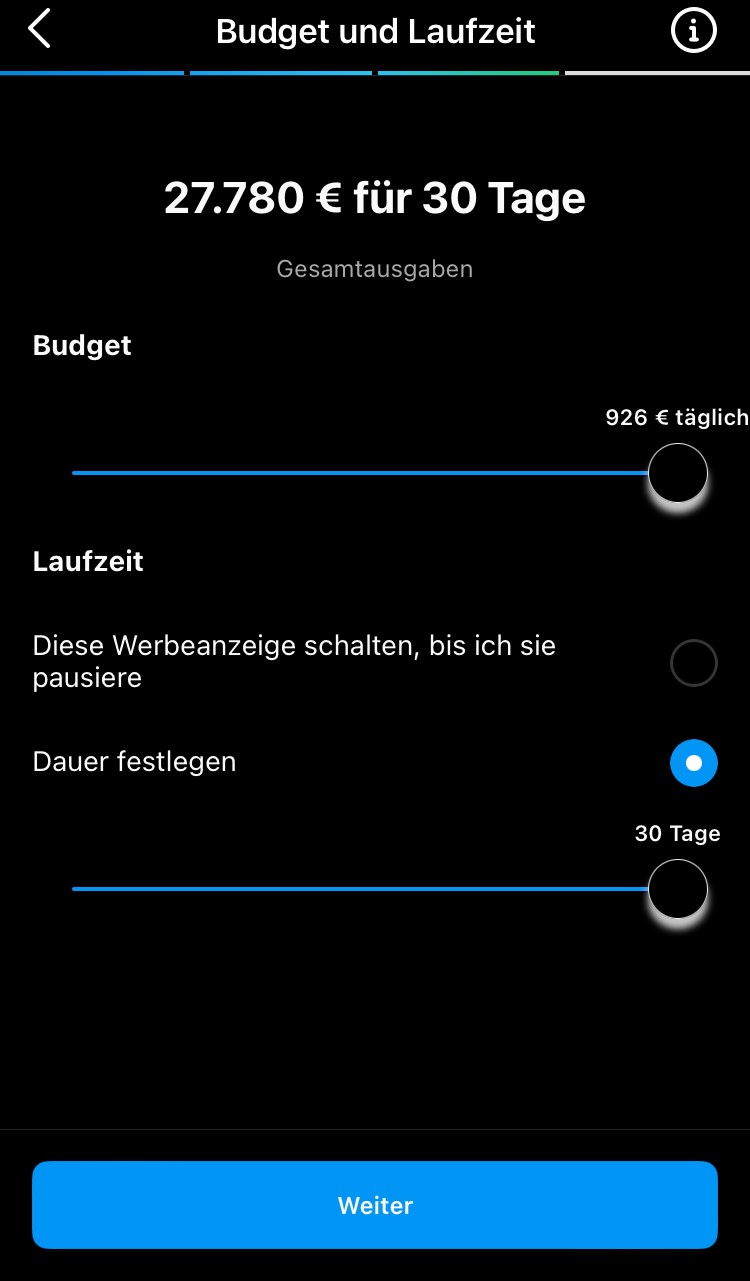 Budget und Laufzeit
27.780 € für 30 Tage
Gesamtausgaben
Budget
926 € täglich
Laufzeit
Diese Werbeanzeige schalten, bis ich sie
pausiere
Dauer festlegen
30 Tage
Weiter